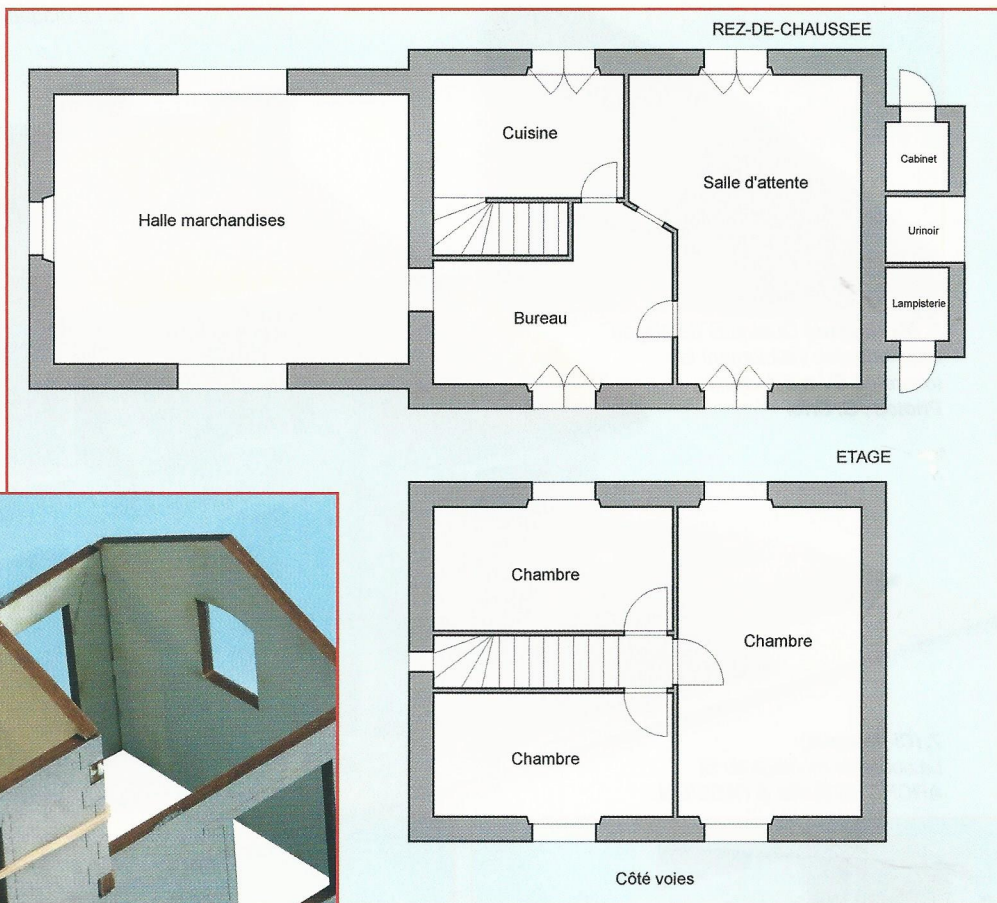 REZ-DE-CHAUSSEE
Cuisine
Cabinet
Salle d'attente
Halle marchandises
Urinoir
Lampisterie
Bureau
ETAGE
Chambre
Chambre
Chambre
Côté voies